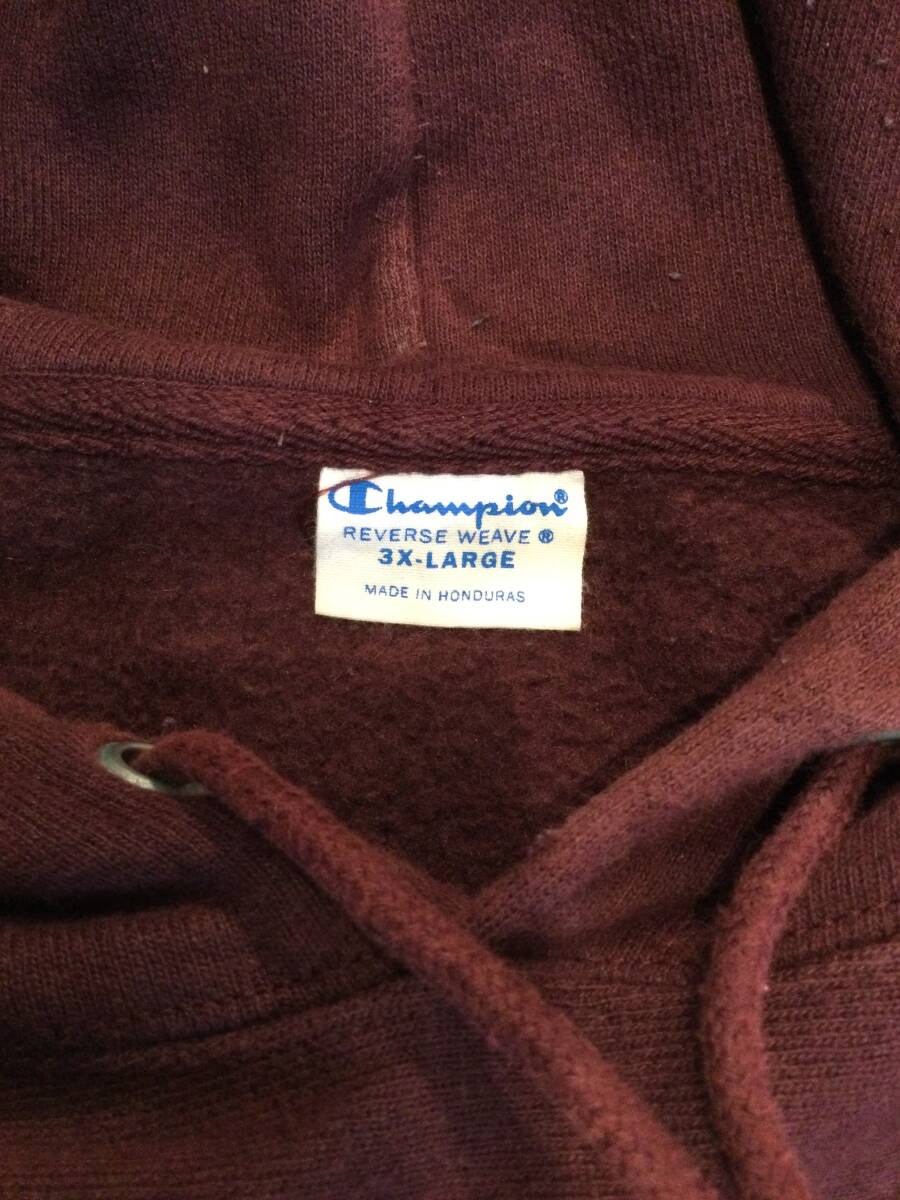 Champion®
REVERSE WEAVE ®
3X-LARGE
MADE IN HONDURAS